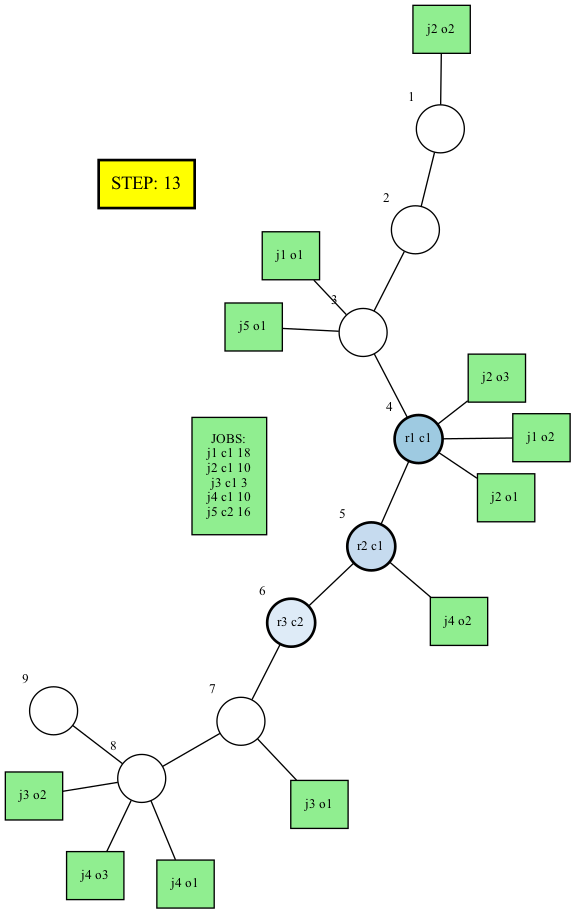 j2 o2
1
STEP: 13
2
j1 o1
3
j5 o1
j2 o3
4
r1 c1
j1 o2
JOBS:
j1 c1 18
j2 c1 10
j3 c1 3
j4 c1 10
j5 c2 16
j2 o1
5
r2 c1
6
r3 c2
j4 o2
9
7
8
j3 o2
j3 o1
j4 o3
j4 o1